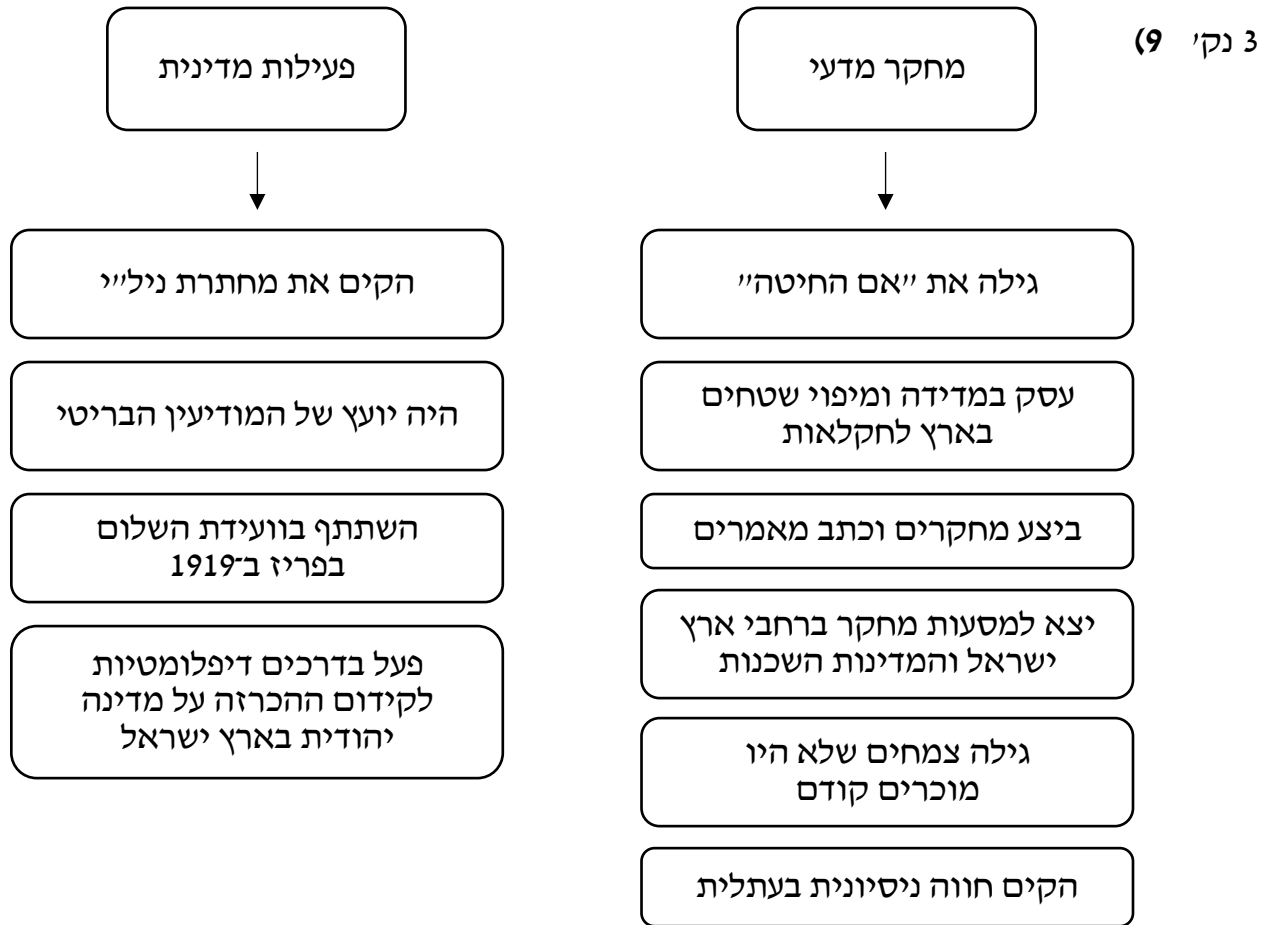 3 נק' 9)
מחקר מדעי
גילה את "אם החיטה"
עסק במדידה ומיפוי שטחים
בארץ לחקלאות
ביצע מחקרים וכתב מאמרים
יצא למסעות מחקר ברחבי ארץ
ישראל והמדינות השכנות
גילה צמחים שלא היו
מוכרים קודם
הקים חווה ניסיונית בעתלית
פעילות מדינית
הקים את מחתרת ניל"י
היה יועץ של המודיעין הבריטי
השתתף בוועידת השלום
בפריז ב־1919
פעל בדרכים דיפלומטיות
לקידום ההכרזה על מדינה
יהודית בארץ ישראל